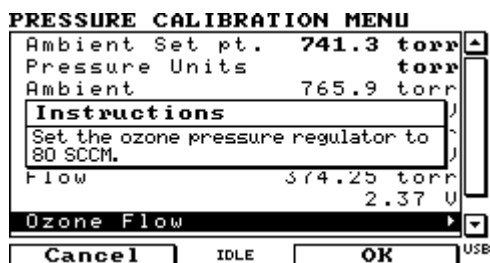 PRESSURE CALIBRATION MENU
Ambient Set pt. 741.3 torr
Pressure Units torr
Ambient 765.9 torr
Instructions
Set the ozone pressure regulator to
80 SCCM.
Flow 374.25 torr
2.37 V
Ozone Flow
Cancel IDLE OK USB